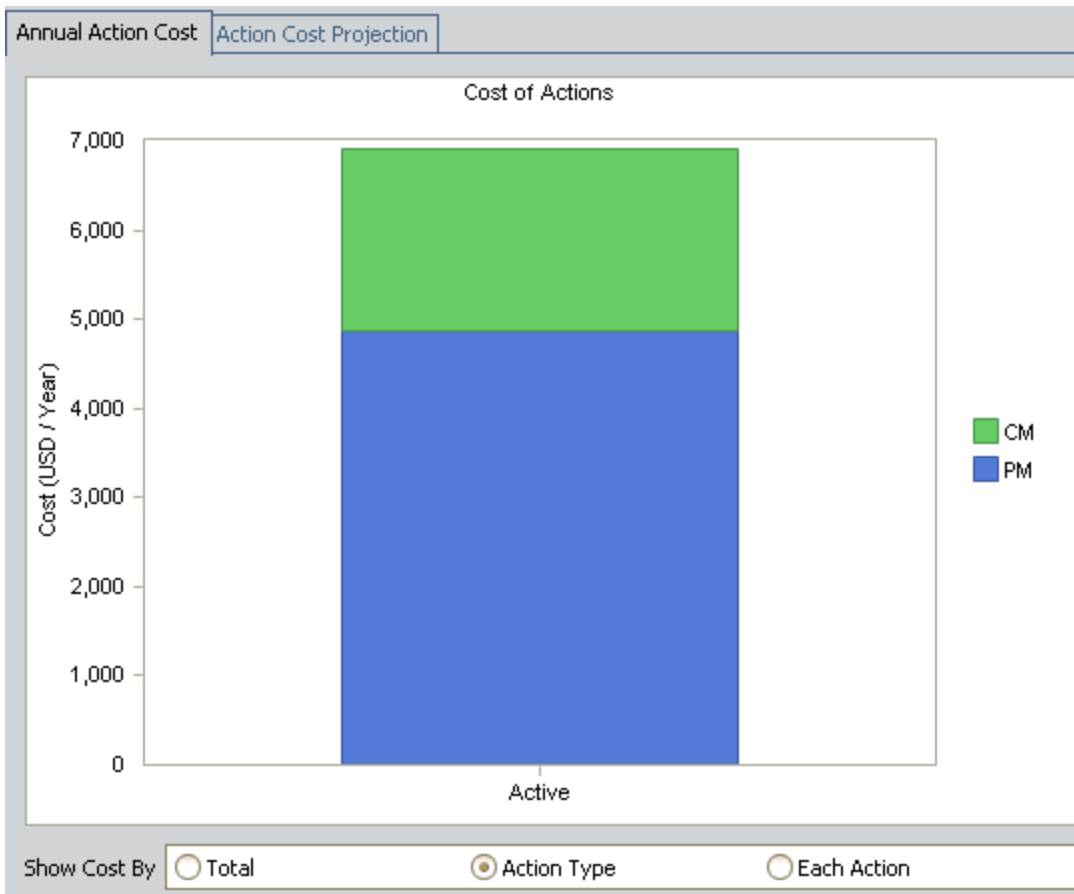 Annual Action Cost
Action Cost Projection
Cost of Actions
7,000
6,000
5,000
4,000
3,000
2,000
1,000
0
Cost (USD / Year)
Active
CM
PM
Show Cost By
Total
Action Type
Each Action